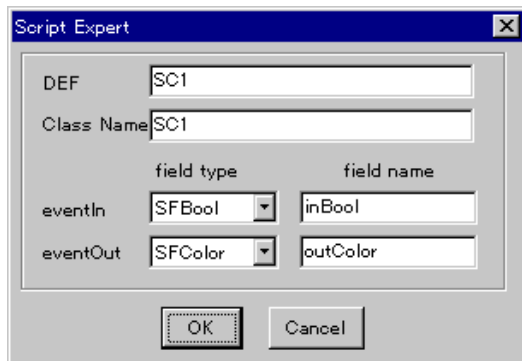 Script Expert
DEF SC1
Class Name SC1
field type field name
eventIn SFBool inBool
eventOut SFColor outColor
OK Cancel